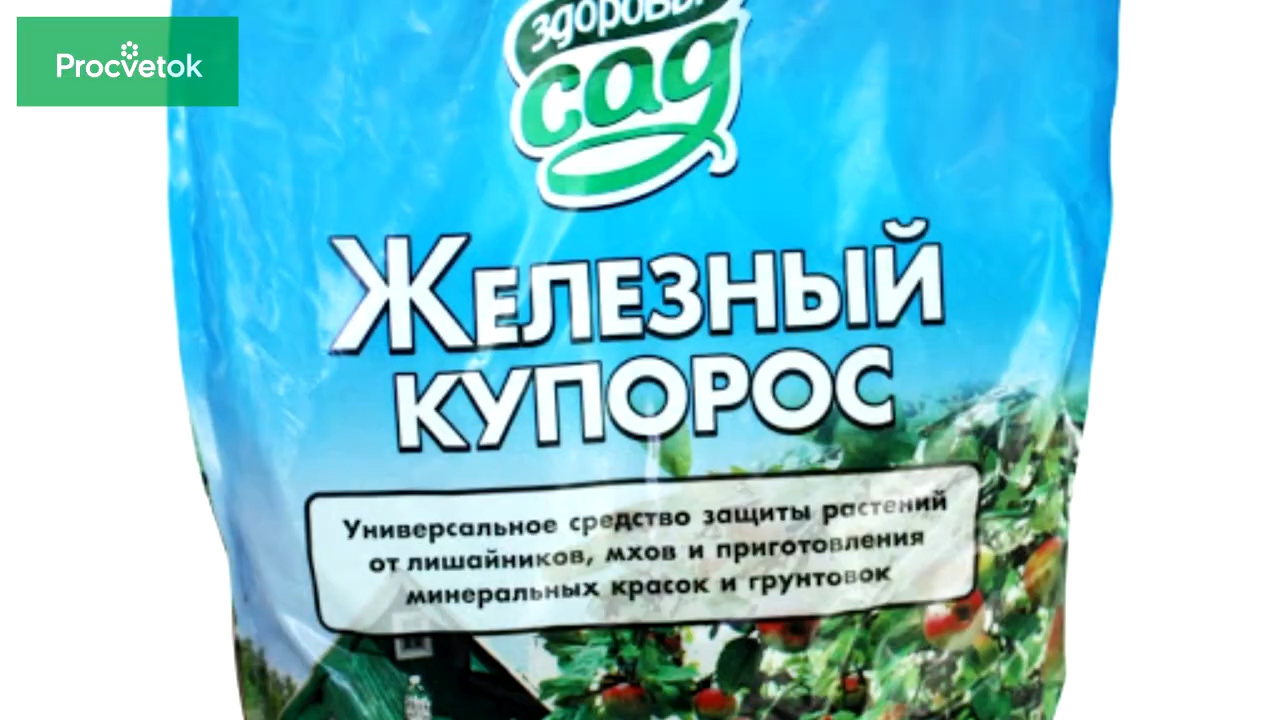 Procvetok
сад
Железный
купорос
Универсальное средство защиты растений
от лишайников, мхов и приготовления
минеральных красок и грунтовок